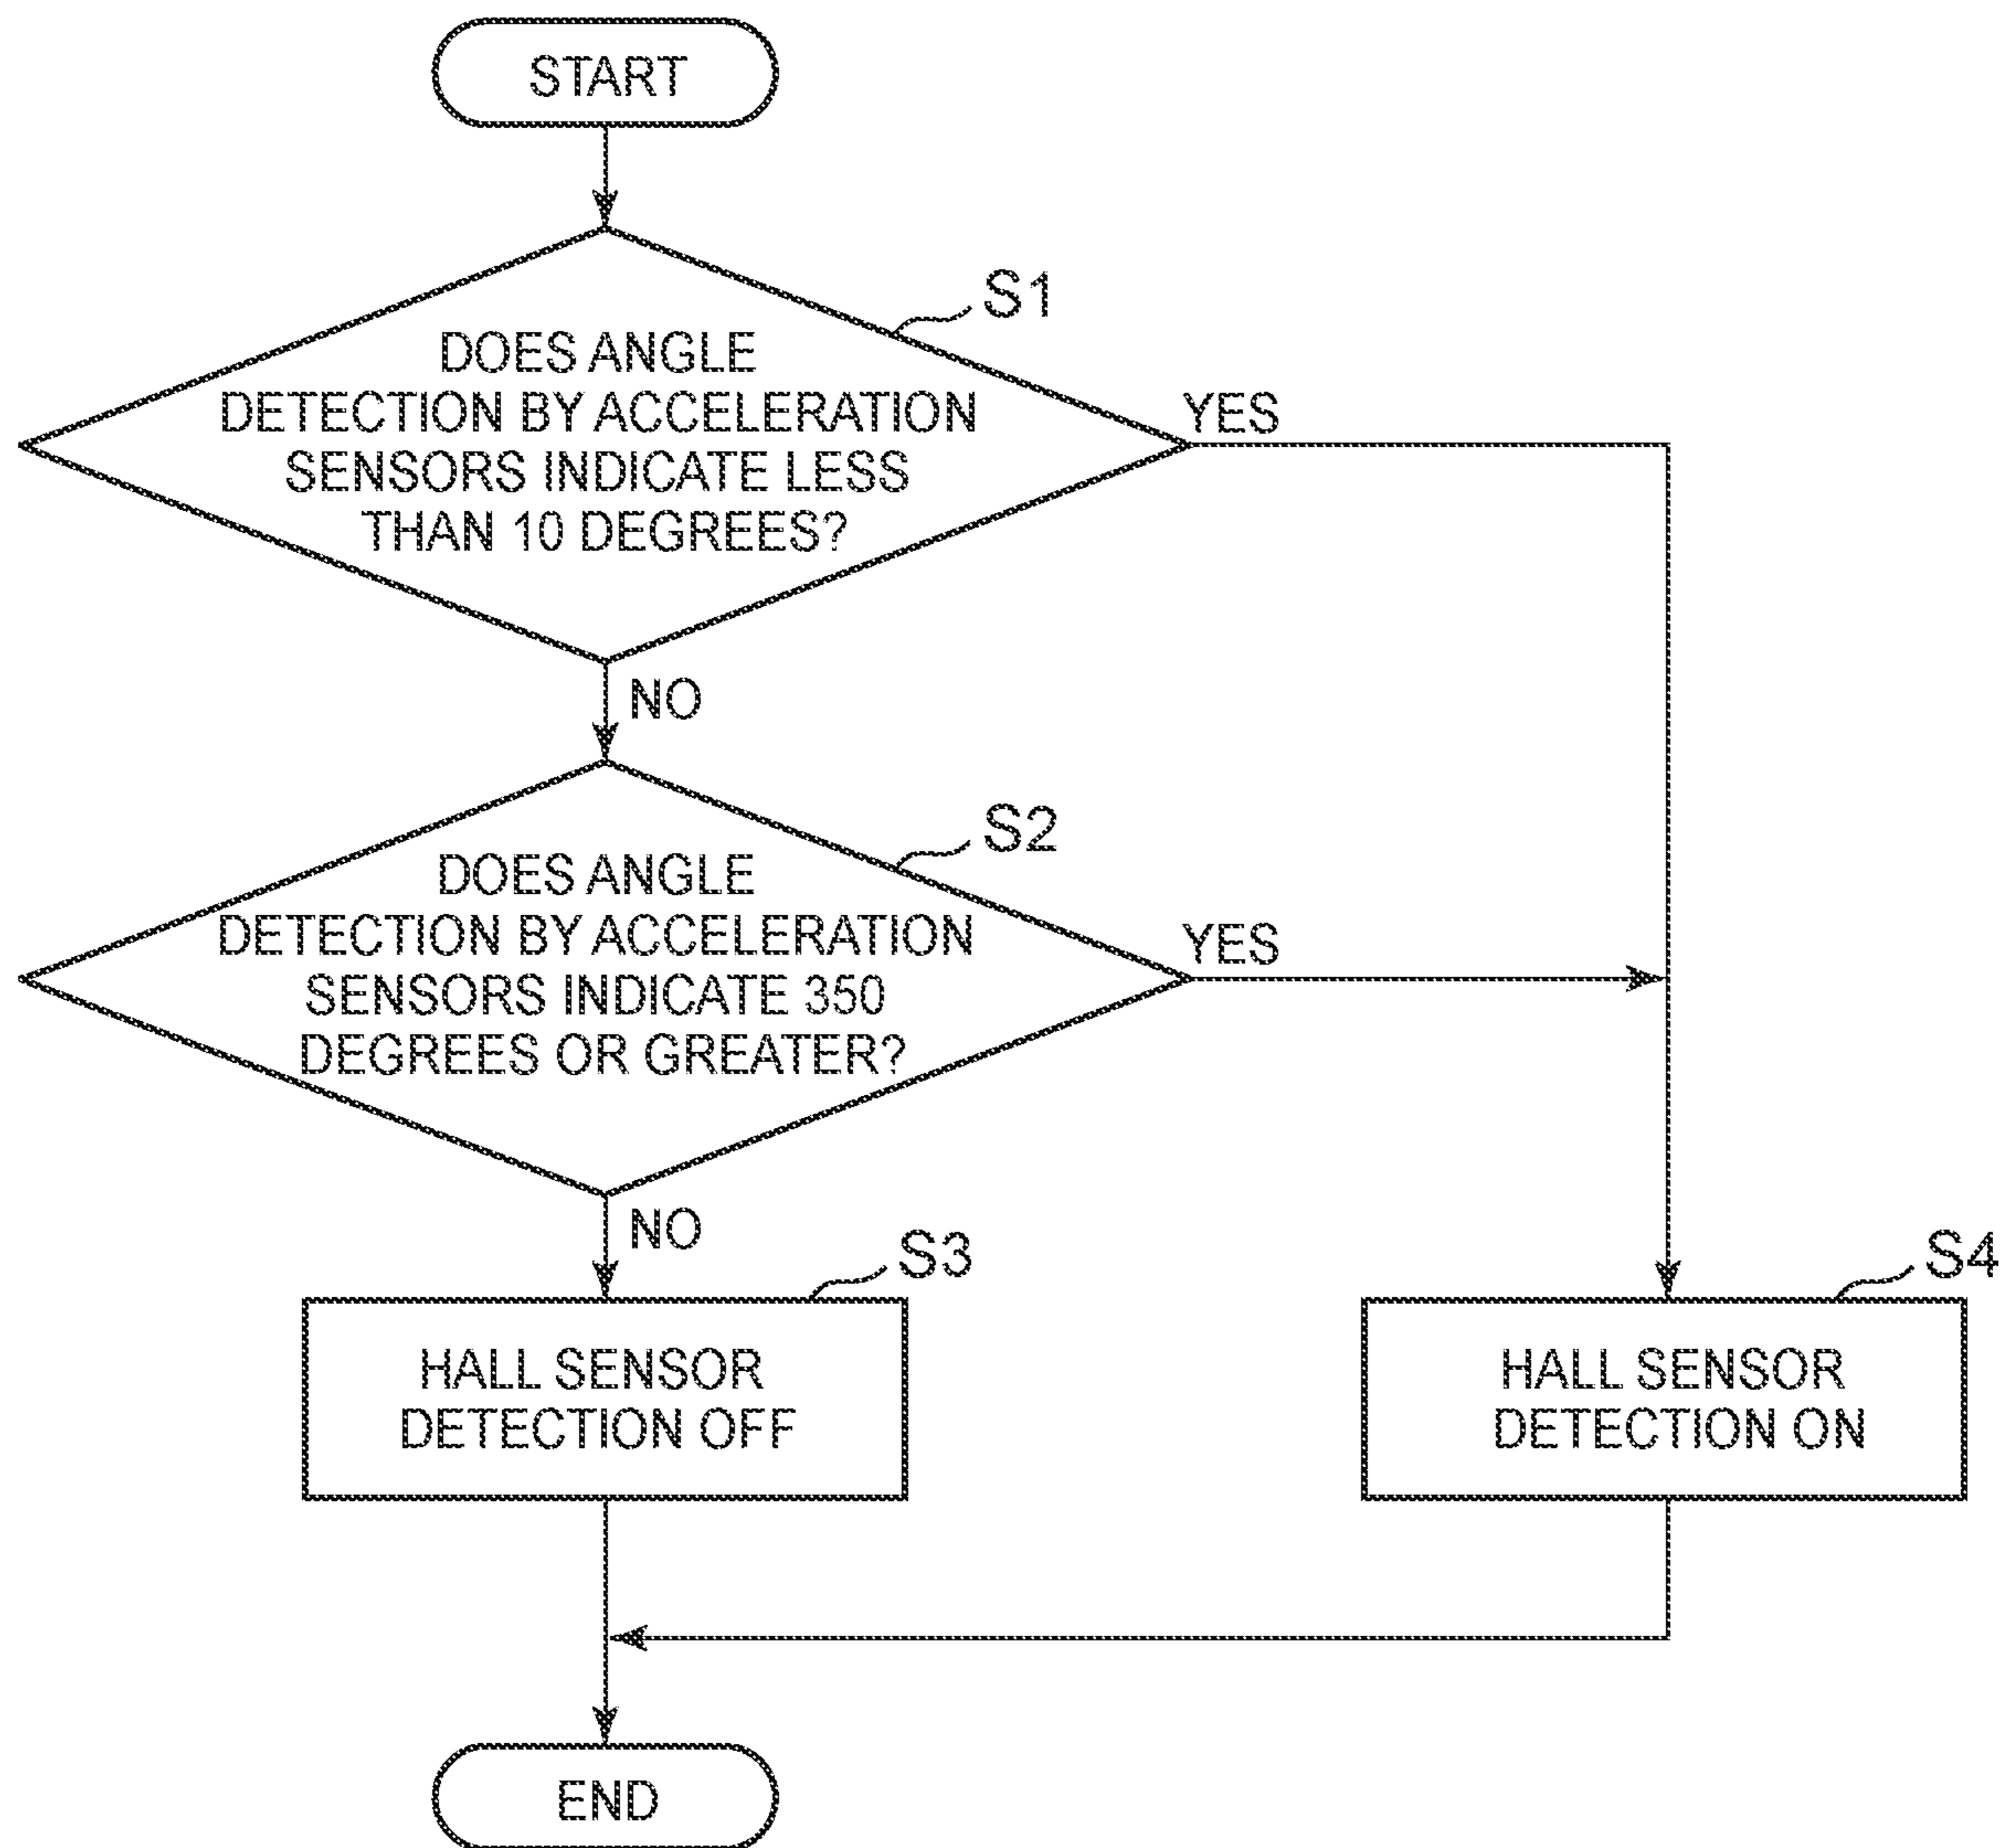 START
S1
DOES ANGLE
DETECTION BY ACCELERATION
SENSORS INDICATE LESS
THAN 10 DEGREES?
YES
NO
S2
DOES ANGLE
DETECTION BY ACCELERATION
SENSORS INDICATE 350
DEGREES OR GREATER?
YES
NO
S3
HALL SENSOR
DETECTION OFF
S4
HALL SENSOR
DETECTION ON
END